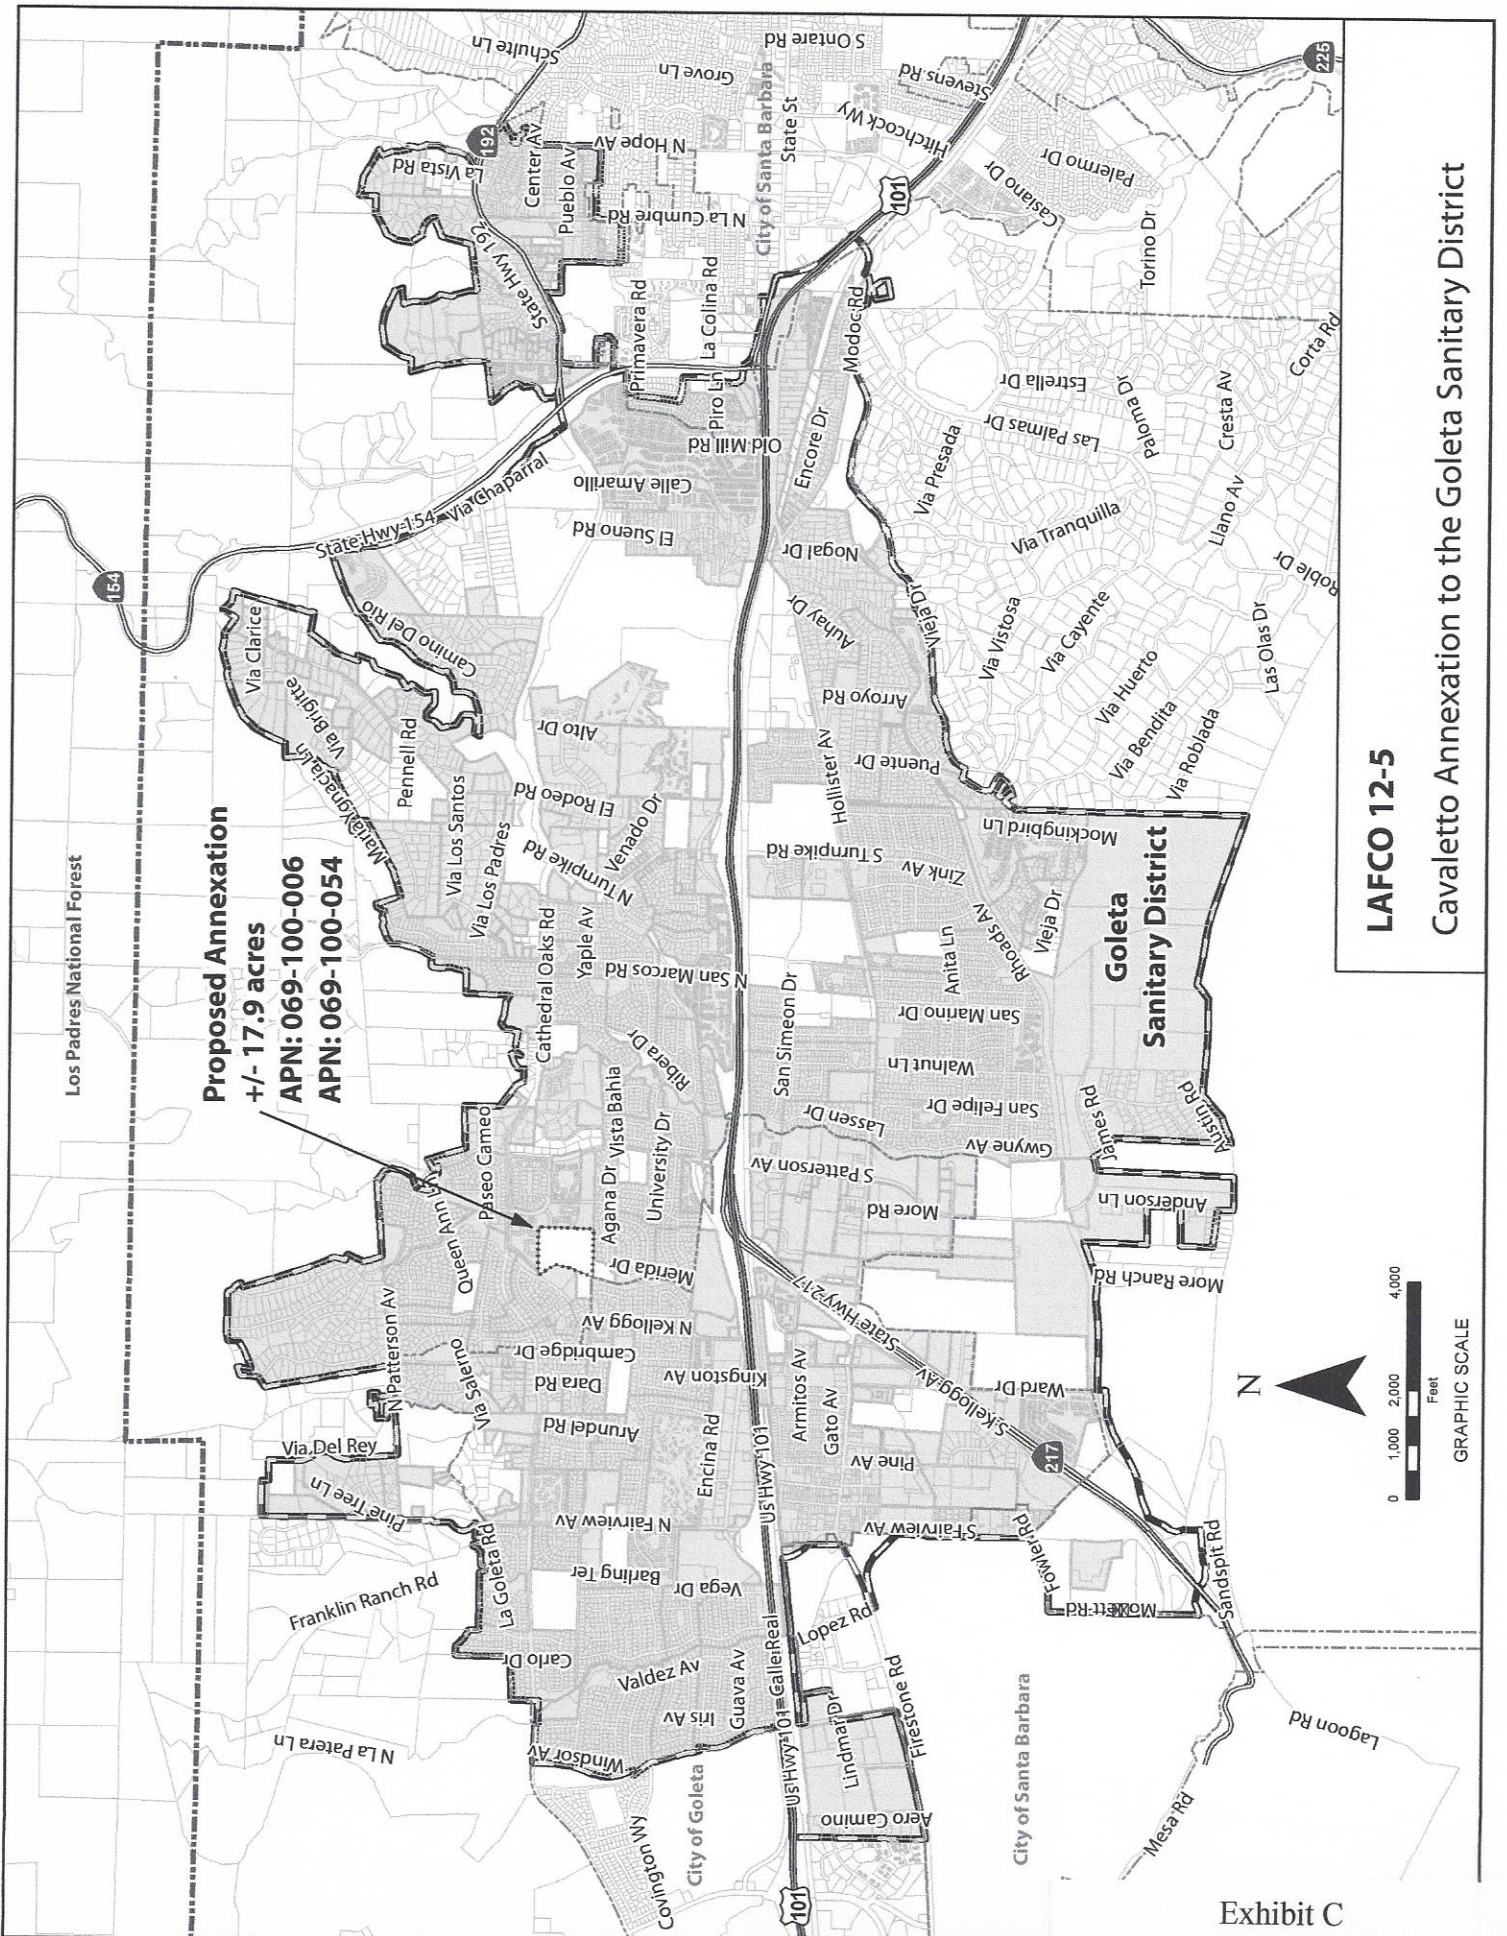 Los Padres National Forest
Proposed Annexation
+/- 17.9 acres
APN: 069-100-006
APN: 069-100-054
154
192
225
101
101
217
Schulte Ln
La Vista Rd
Center Av
Pueblo Av
N Hope Av
Grove Ln
S Ontare Rd
City of Santa Barbara
State St
Hitchcock Wy
Stevens Rd
N La Cumbre Rd
State Hwy 192
Primavera Rd
La Colina Rd
Piro Ln
Modoc Rd
Casiano Dr
Palermo Dr
Torino Dr
Corta Rd
Estrella Dr
Las Palmas Dr
Paloma Dr
Cresta Av
Llano Av
Roble Dr
Via Presada
Via Tranquilla
Via Vistosa
Via Cayente
Via Huerto
Via Bendita
Via Roblada
Las Olas Dr
Old Mill Rd
Encore Dr
Calle Amarillo
El Sueno Rd
Via Chaparral
State Hwy 154
Camino Del Rio
Via Clarice
Via Brigitte
Maria Ygnacia Ln
Pennell Rd
Via Los Santos
Via Los Padres
Alto Dr
El Rodeo Rd
Venado Dr
N Turnpike Rd
Cathedral Oaks Rd
Yaple Av
N San Marcos Rd
Ribera Dr
Nogal Dr
Auhay Dr
Vieja Dr
Arroyo Rd
Puente Dr
Hollister Av
S Turnpike Rd
Zink Av
Mockingbird Ln
Rhoads Av
Vieja Dr
Anita Ln
San Marino Dr
San Simeon Dr
Walnut Ln
San Felipe Dr
Lassen Dr
Gwyne Av
James Rd
Austin Rd
Goleta
Sanitary District
Paseo Cameo
Queen Ann Ln
Agana Dr
Vista Bahia
University Dr
Merida Dr
S Patterson Av
More Rd
Anderson Ln
More Ranch Rd
State Hwy 217
N Patterson Av
Via Salerno
N Kellogg Av
Cambridge Dr
Dara Rd
Kingston Av
Arundel Rd
Encina Rd
Armitos Av
Gato Av
Pine Av
S Kellogg Av
Ward Dr
Us Hwy 101
Via Del Rey
Pine Tree Ln
La Goleta Rd
N Fairview Av
Barling Ter
Vega Dr
S Fairview Av
Fowler Rd
Sandspit Rd
Franklin Ranch Rd
Carlo Dr
Valdez Av
Guava Av
Iris Av
Calle Real
Lopez Rd
Firestone Rd
Lindmar Dr
Us Hwy 101
N La Patera Ln
Windsor Av
City of Goleta
Covington Wy
Aero Camino
City of Santa Barbara
Mesa Rd
Lagoon Rd
N
0 1,000 2,000 4,000
Feet
GRAPHIC SCALE
LAFCO 12-5
Cavaletto Annexation to the Goleta Sanitary District
Exhibit C